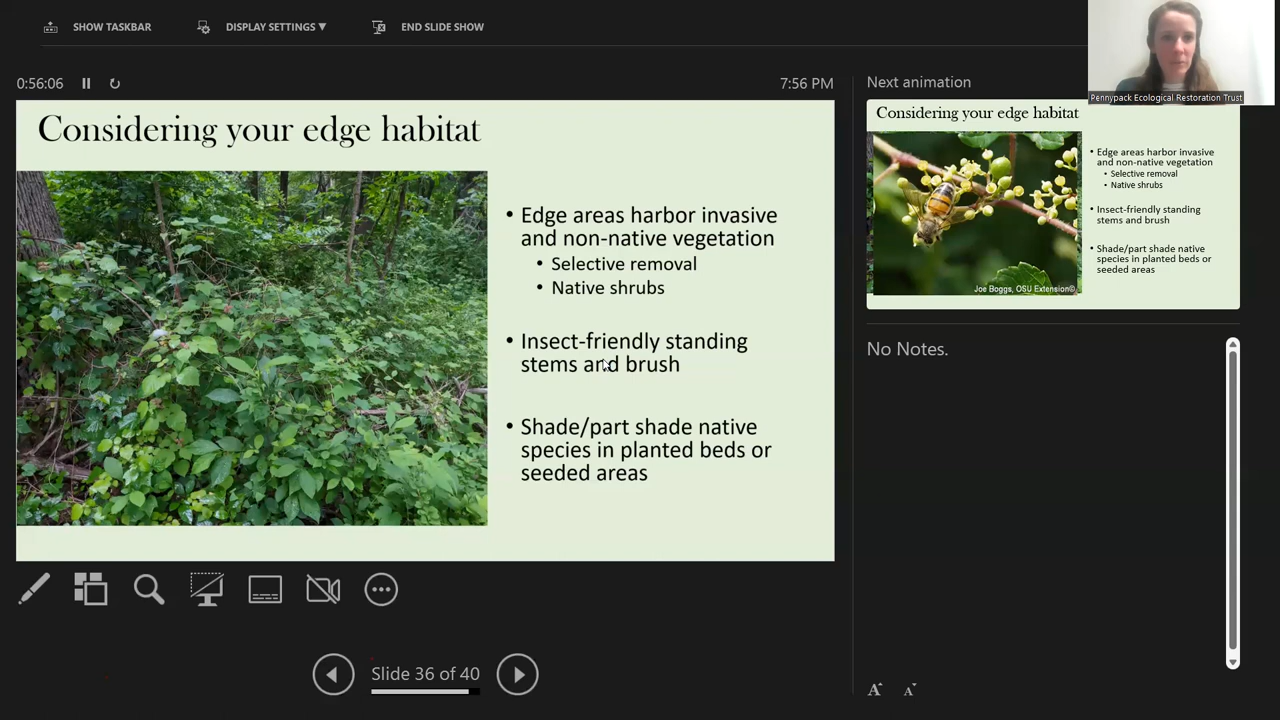 SHOW TASKBAR
DISPLAY SETTINGS ▼
END SLIDE SHOW
0:56:06
7:56 PM
Considering your edge habitat
• Edge areas harbor invasive
and non-native vegetation
• Selective removal
• Native shrubs
• Insect-friendly standing
stems and brush
• Shade/part shade native
species in planted beds or
seeded areas
Slide 36 of 40
Pennypack Ecological Restoration Trust
Next animation
Considering your edge habitat
• Edge areas harbor invasive
and non-native vegetation
• Selective removal
• Native shrubs
• Insect-friendly standing
stems and brush
• Shade/part shade native
species in planted beds or
seeded areas
Joe Boggs, OSU Extension©
No Notes.
A
A